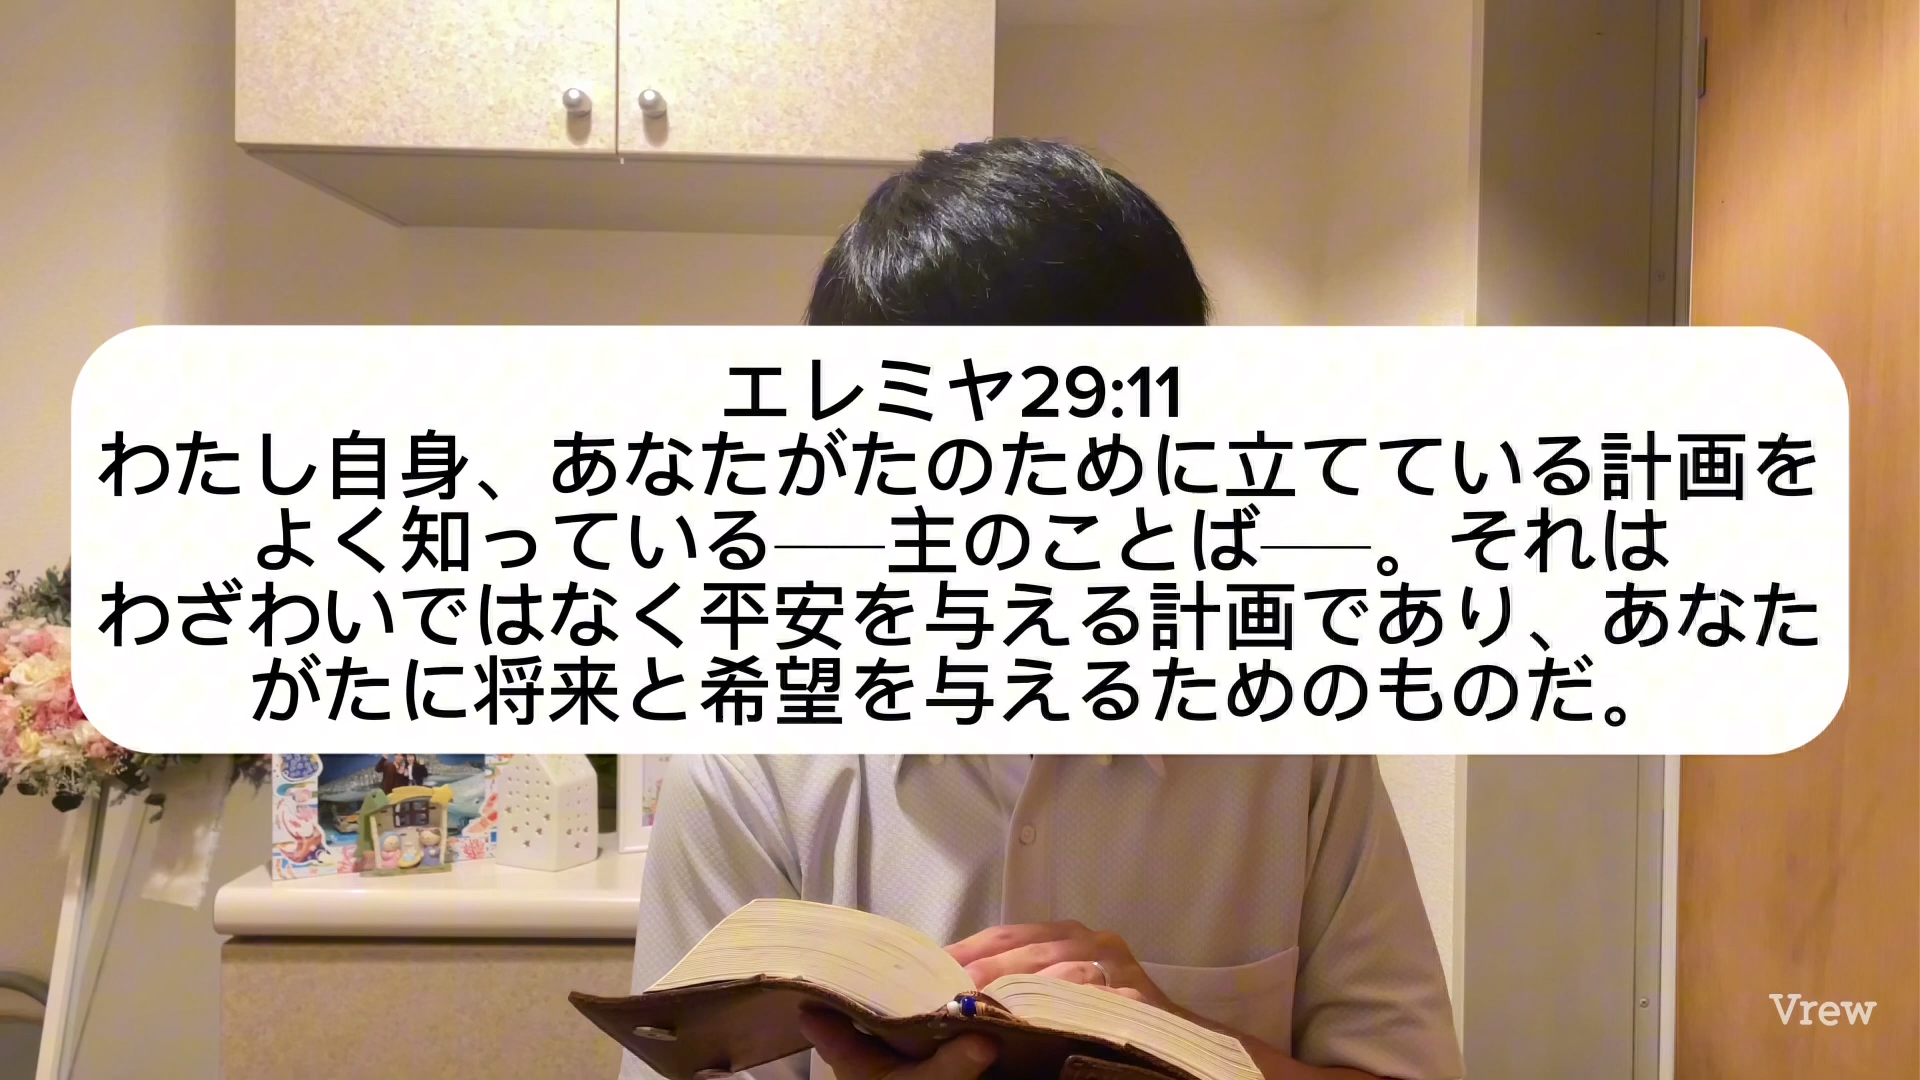 エレミヤ29:11
わたし自身、あなたがたのために立てている計画を
よく知っている──主のことば──。それは
わざわいではなく平安を与える計画であり、あなた
がたに将来と希望を与えるためのものだ。
Vrew